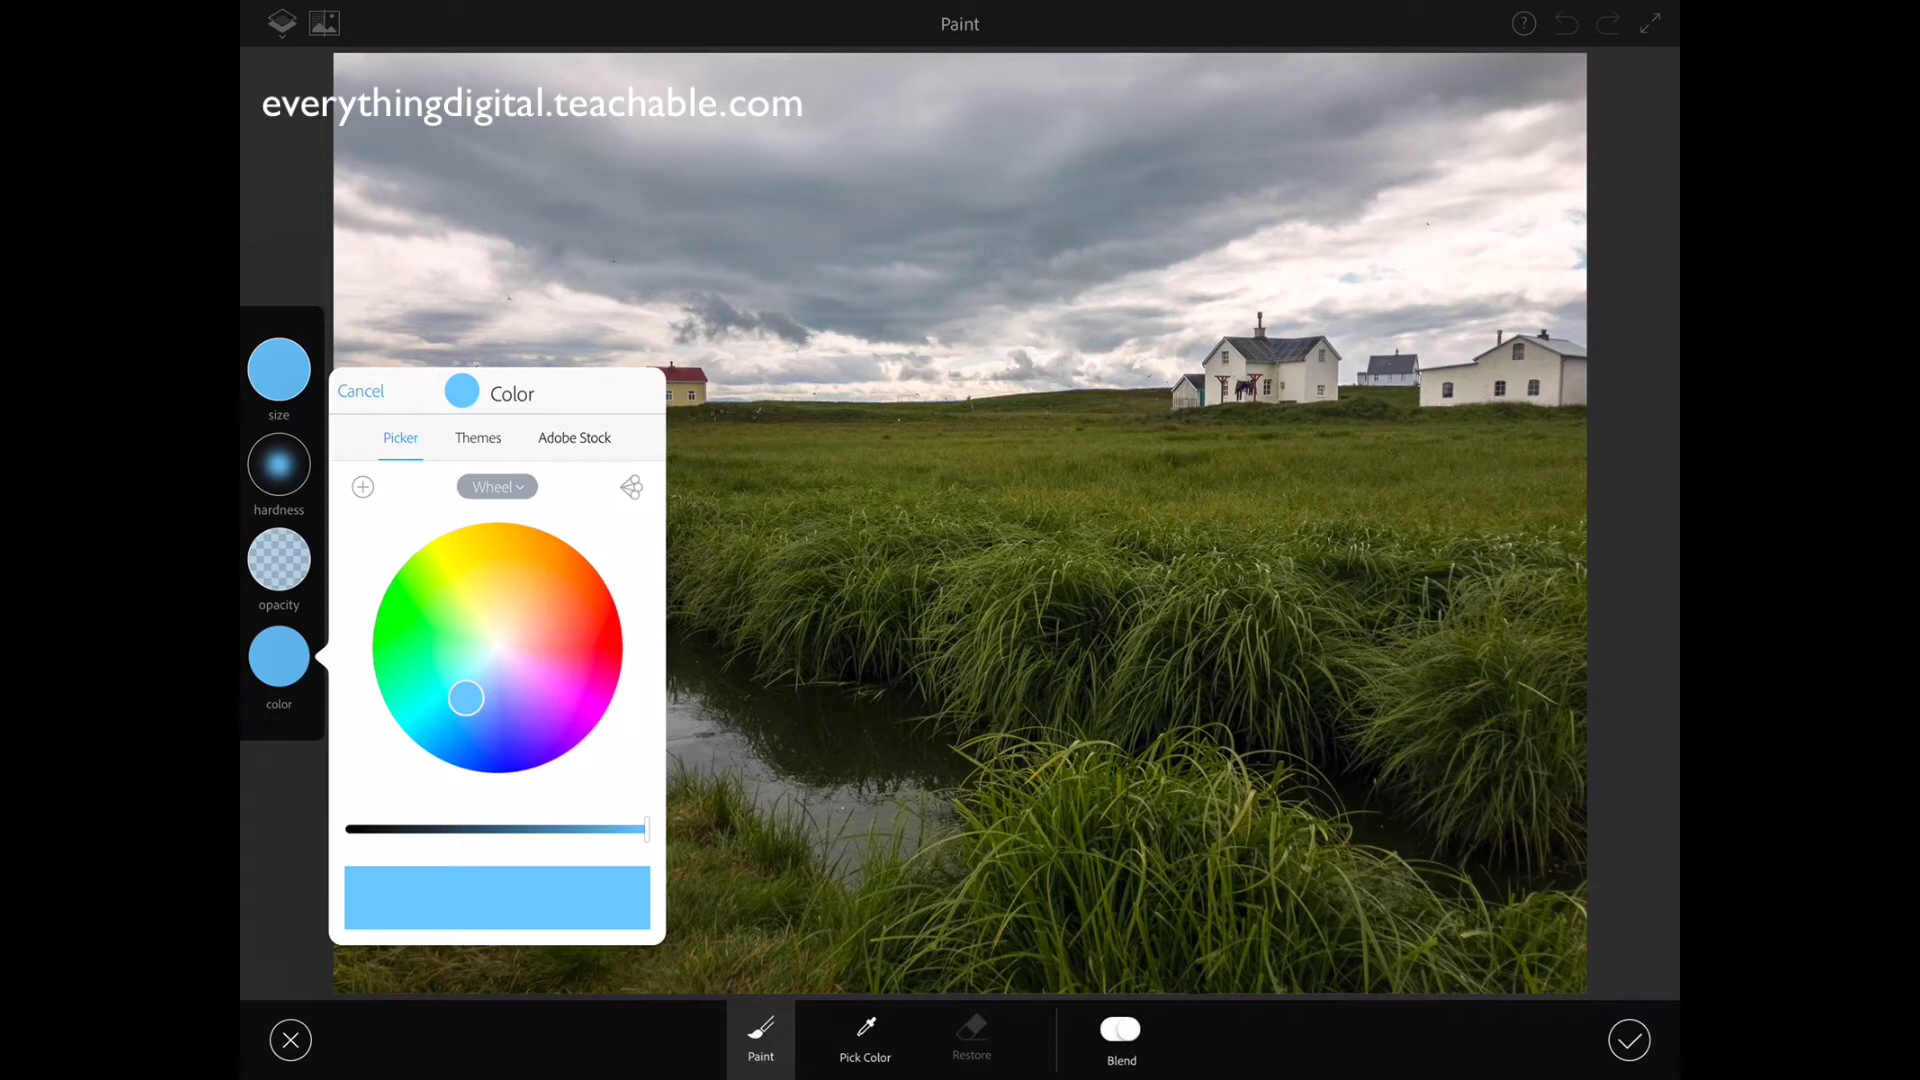 Paint
?
everythingdigital.teachable.com
size
hardness
opacity
color
Cancel
Color
Picker Themes Adobe Stock
Wheel
Paint
Pick Color
Restore
Blend